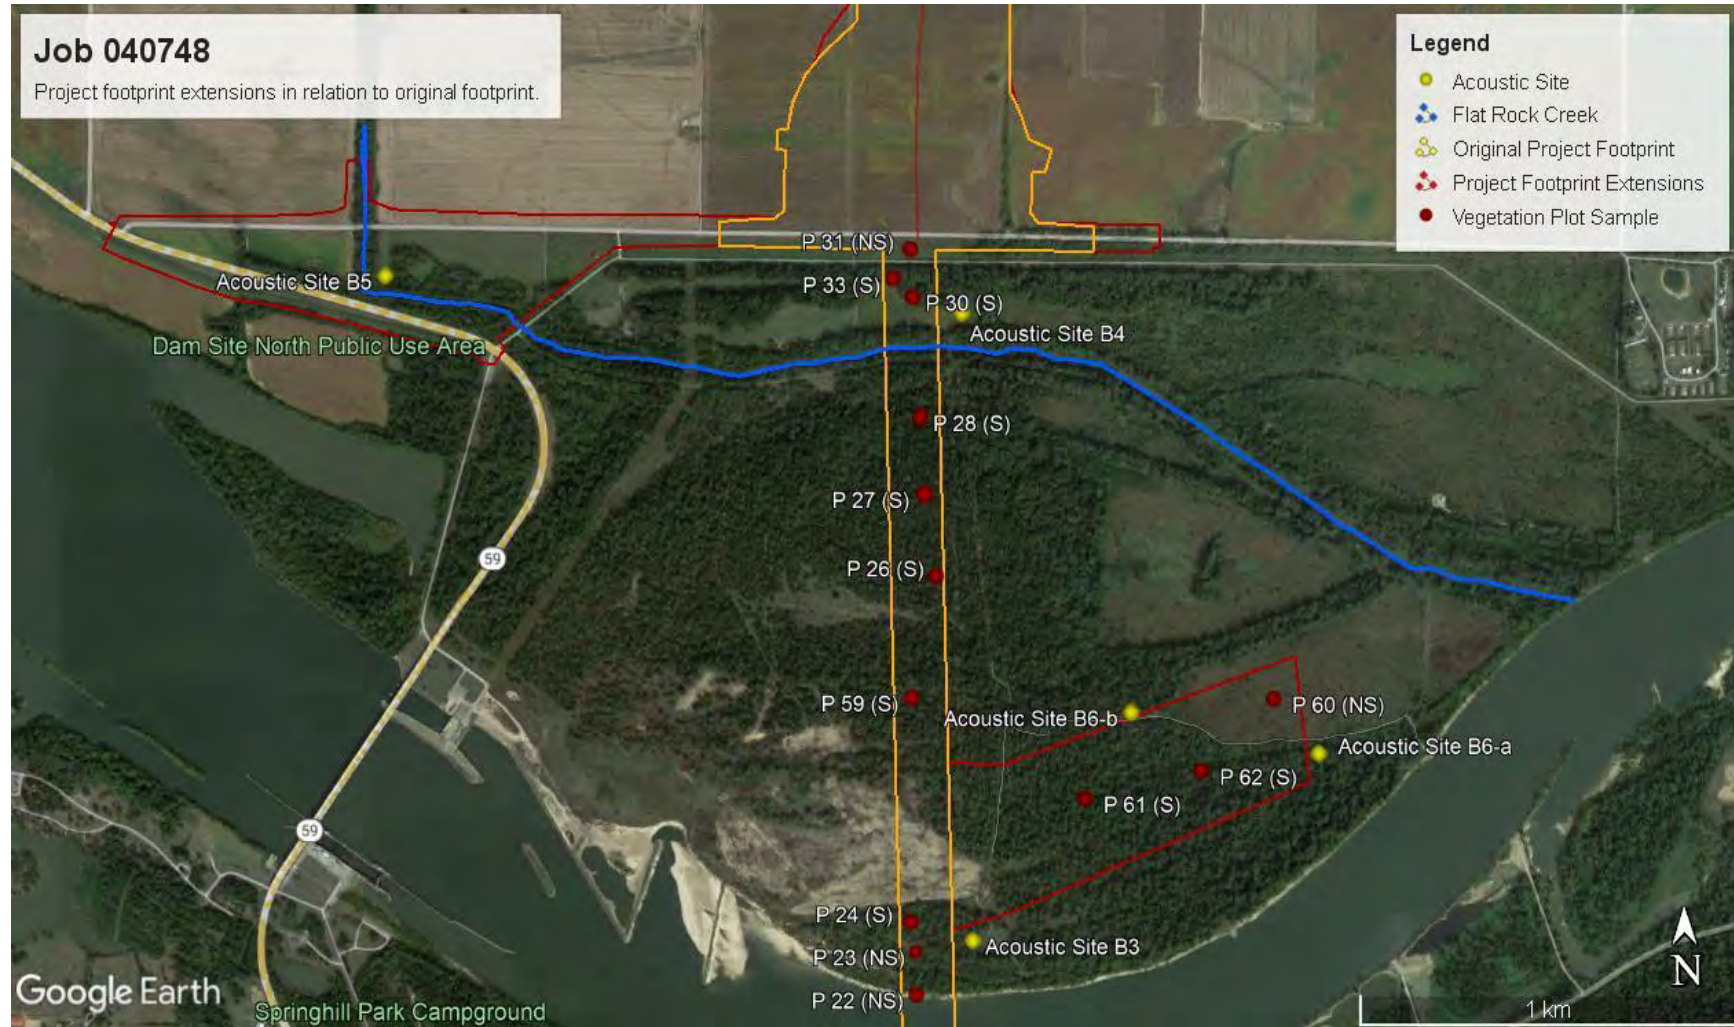 Job 040748
Project footprint extensions in relation to original footprint.
Legend
Acoustic Site
Flat Rock Creek
Original Project Footprint
Project Footprint Extensions
Vegetation Plot Sample
P 31 (NS)
P 33 (S)
P 30 (S)
Acoustic Site B5
Acoustic Site B4
Dam Site North Public Use Area
P 28 (S)
P 27 (S)
59
P 26 (S)
P 59 (S)
Acoustic Site B6-b
P 60 (NS)
Acoustic Site B6-a
P 62 (S)
P 61 (S)
59
P 24 (S)
Acoustic Site B3
P 23 (NS)
P 22 (NS)
N
Google Earth
Springhill Park Campground
1 km